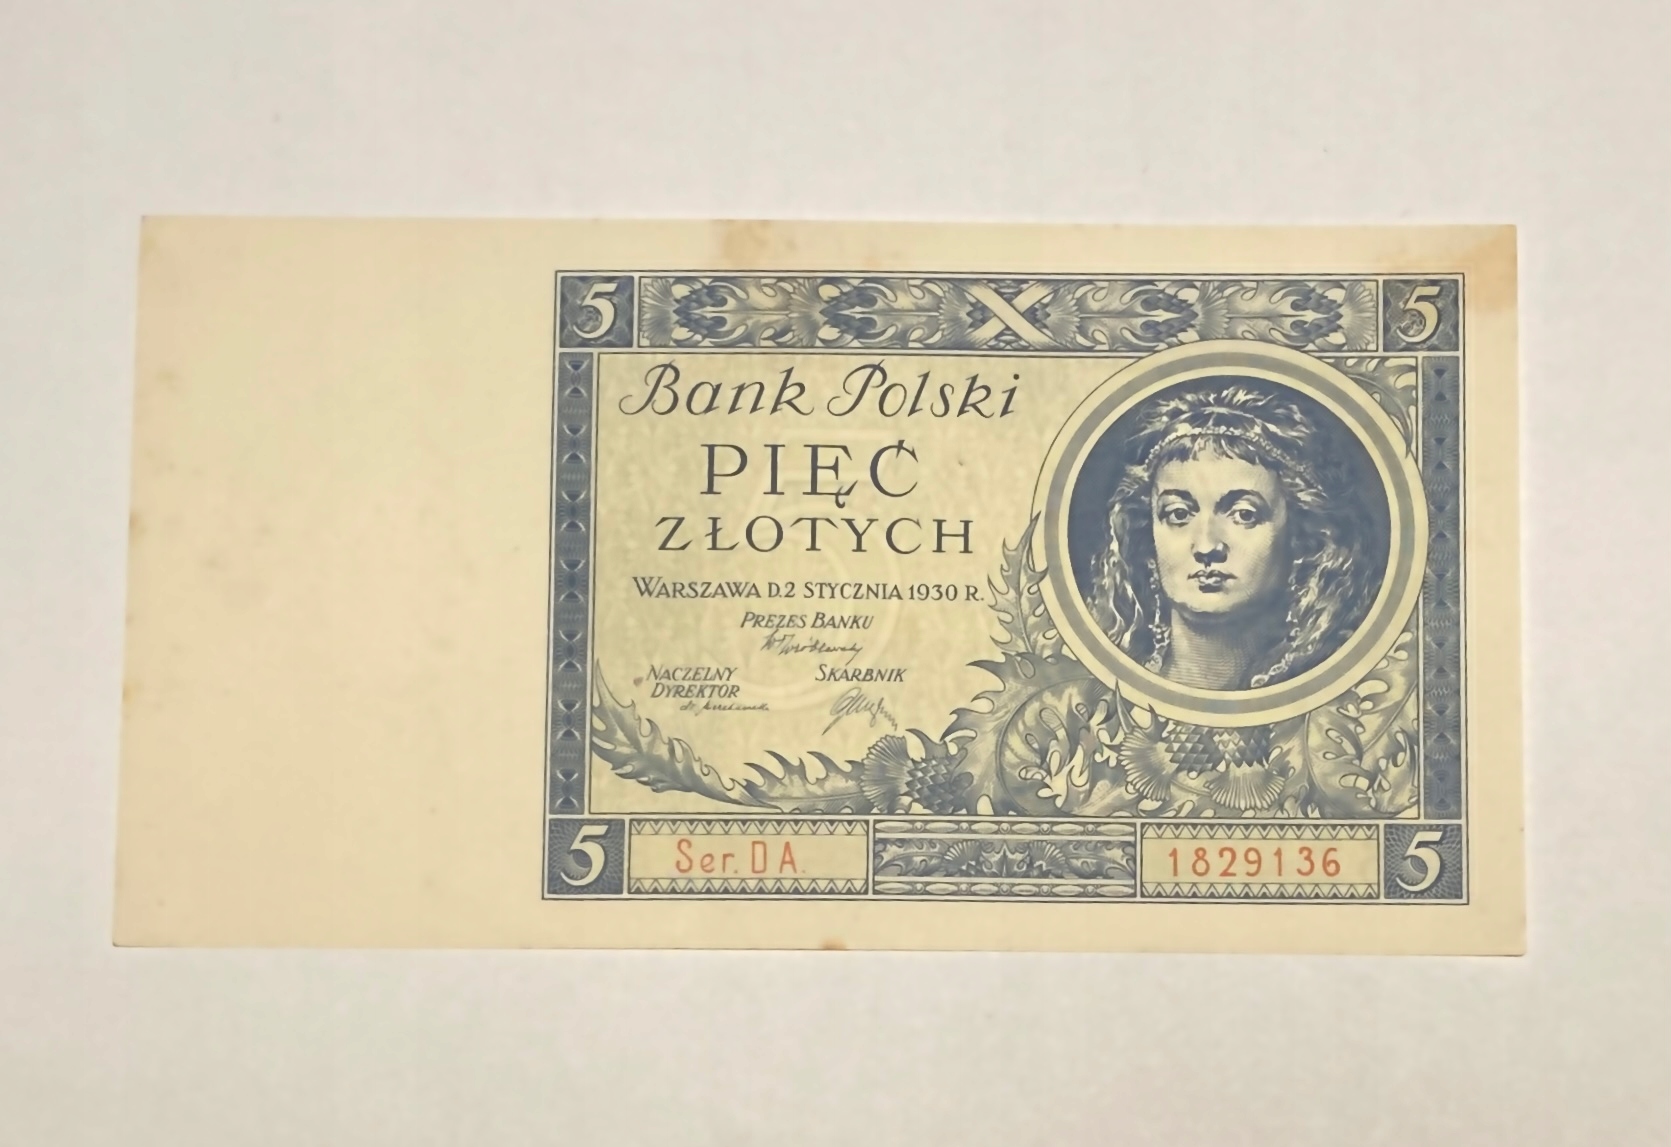 5 5
Bank Polski
PIĘĆ
ZŁOTYCH
WARSZAWA D. 2 STYCZNIA 1930 R.
PREZES BANKU
NACZELNY
DYREKTOR
SKARBNIK
5 Ser. DA. 1829136 5